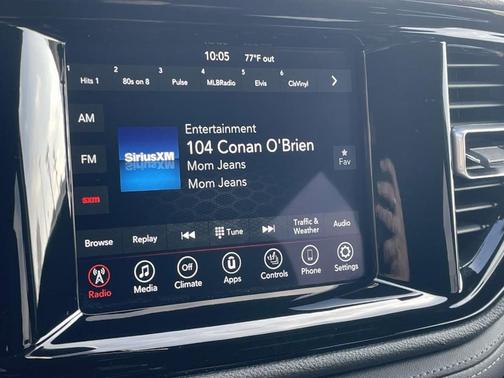 10:05 77°F out
1 2 3 4 5 6
Hits 1 80s on 8 Pulse MLBRadio Elvis ClsVinyl
AM
FM
sxm
SiriusXM
Entertainment
104 Conan O'Brien
Mom Jeans
Mom Jeans
Fav
Browse Replay Tune Traffic & Weather Audio
Off
Radio Media Climate Apps Controls Phone Settings